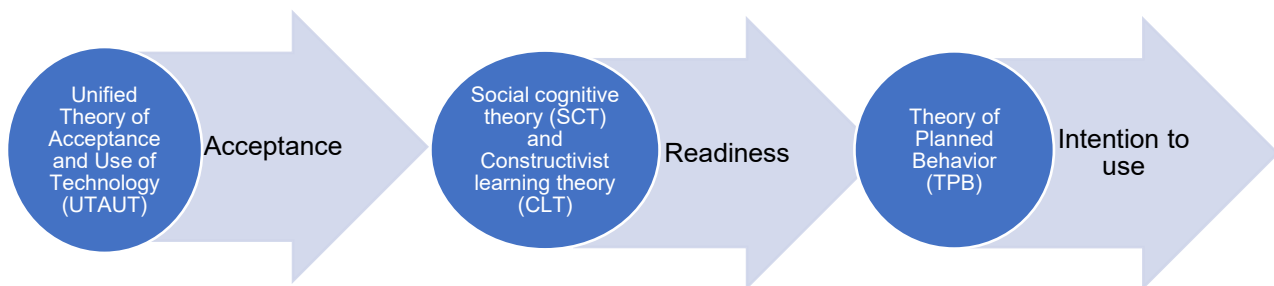 Unified
Theory of
Acceptance
and Use of
Technology
(UTAUT)
Acceptance
Social cognitive
theory (SCT)
and
Constructivist
learning theory
(CLT)
Readiness
Theory of
Planned
Behavior
(TPB)
Intention to
use